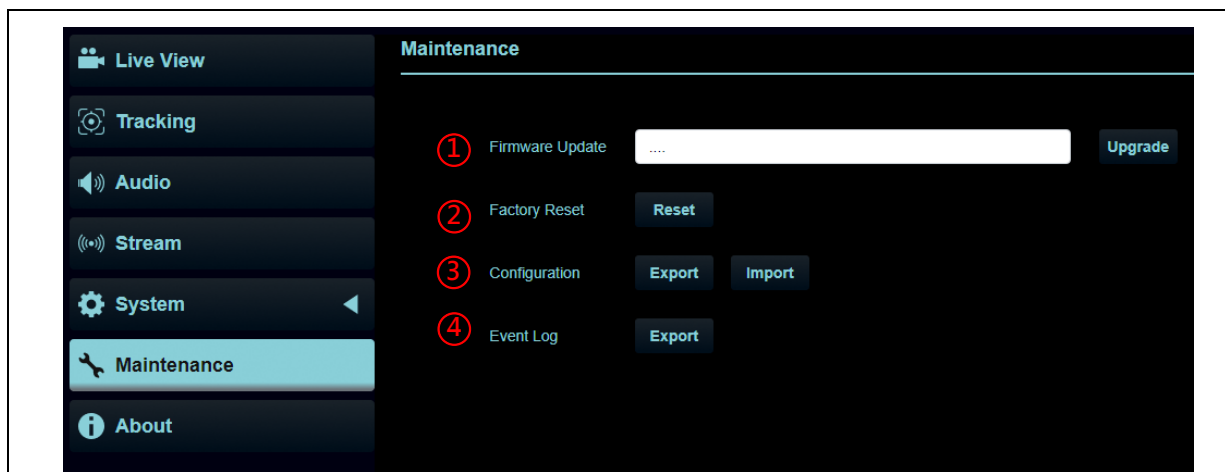 Live View
Tracking
Audio
Stream
System
Maintenance
About
Maintenance
① Firmware Update .... Upgrade
② Factory Reset Reset
③ Configuration Export Import
④ Event Log Export